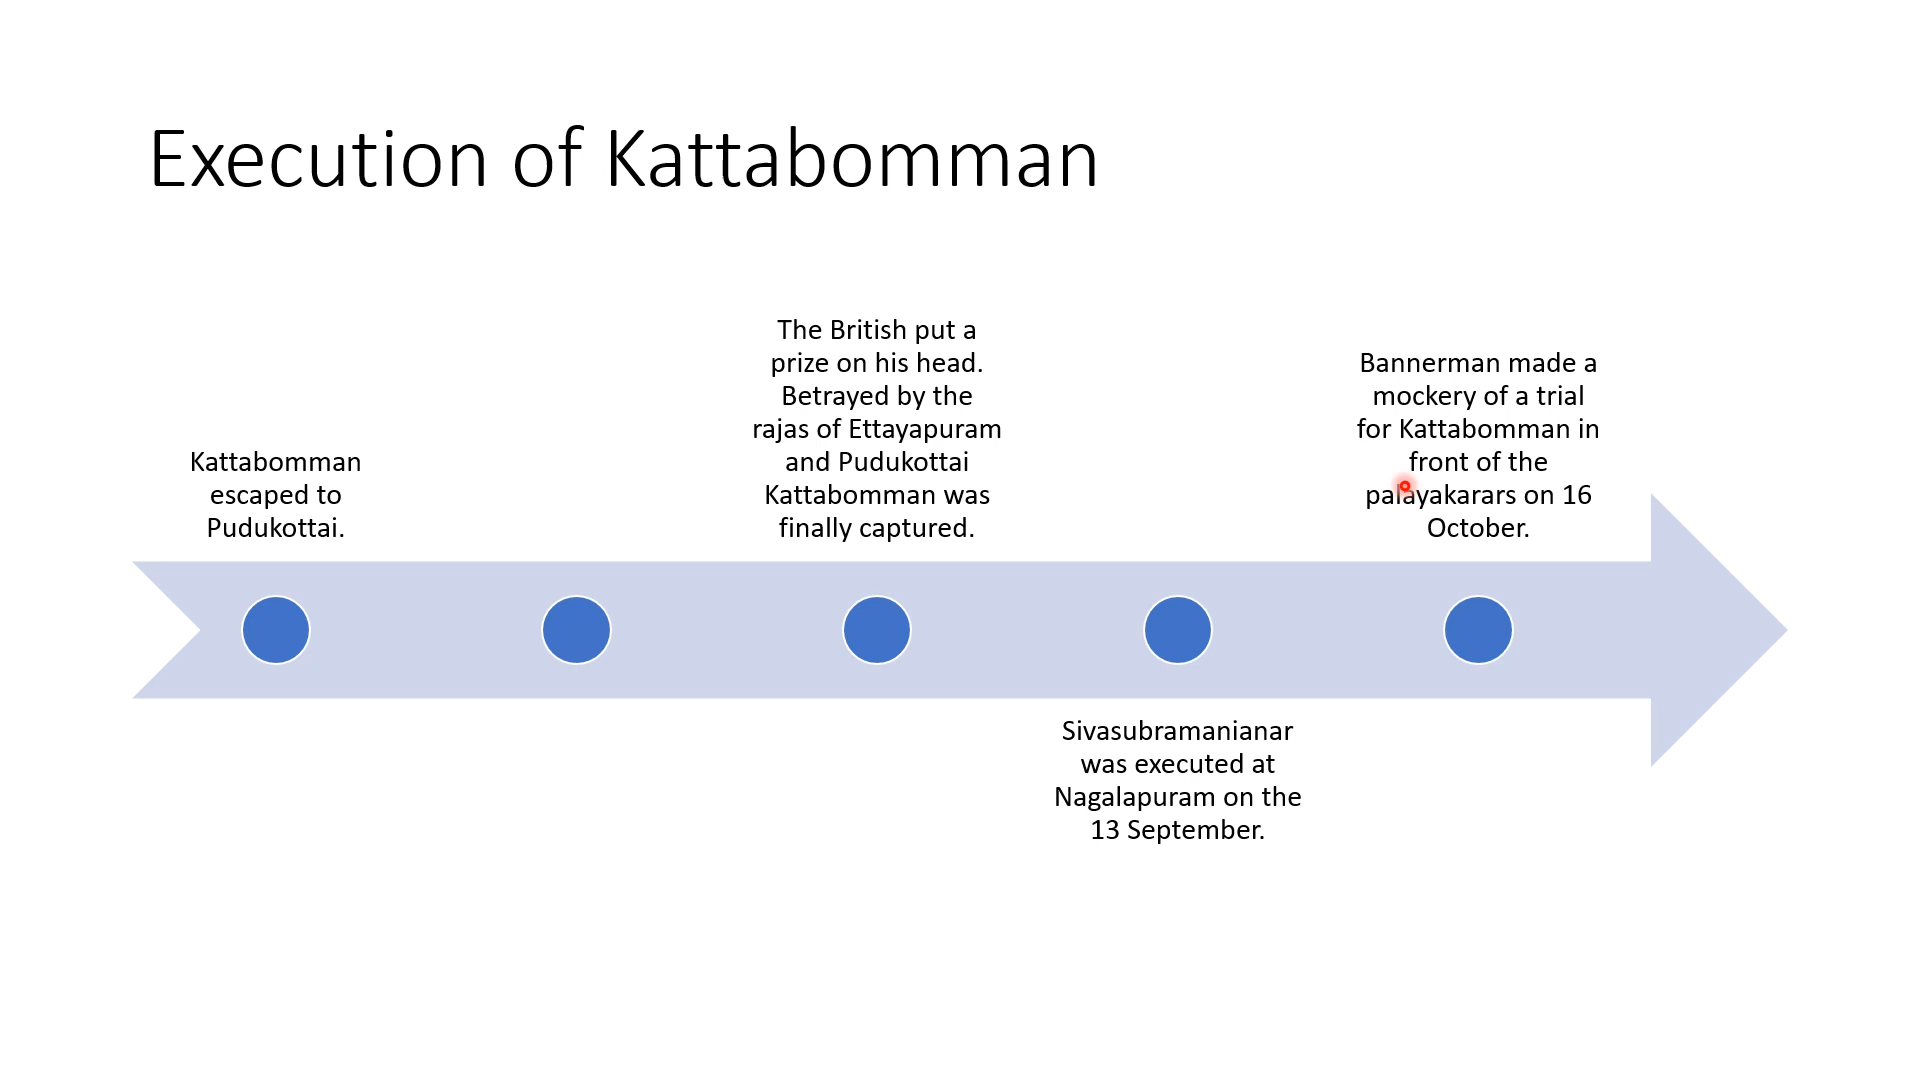 Execution of Kattabomman
Kattabomman
escaped to
Pudukottai.
The British put a
prize on his head.
Betrayed by the
rajas of Ettayapuram
and Pudukottai
Kattabomman was
finally captured.
Sivasubramanianar
was executed at
Nagalapuram on the
13 September.
Bannerman made a
mockery of a trial
for Kattabomman in
front of the
palayakarars on 16
October.